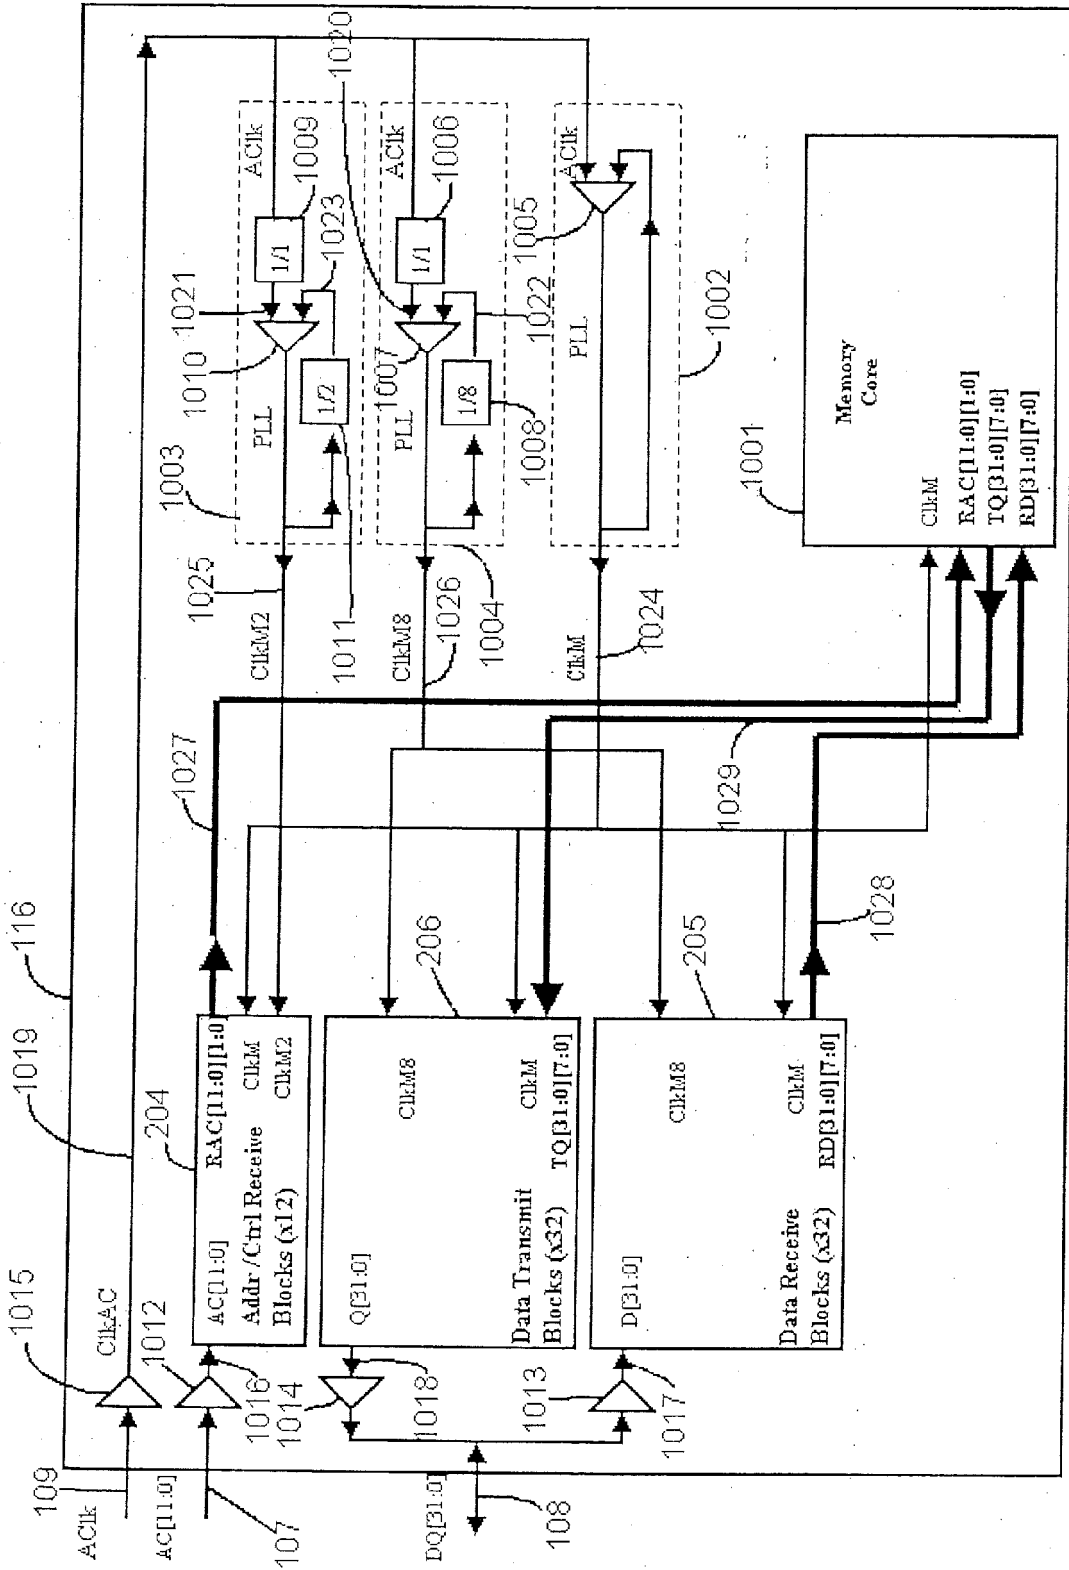 116
1019
1015
ClkAC
109
AClk
1012
AC[11:0]
107
1016
204
AC[11:0]
RAC[11:0][1:0]
Addr/Ctrl Receive
Blocks (x12)
ClkM
ClkM2
1027
ClkM2
1025
1003
PLL
1010
1021
1/1
1009
AClk
1023
1/2
1011
1014
1018
Q[31:0]
Data Transmit
Blocks (x32)
ClkM8
ClkM
TQ[31:0][7:0]
206
ClkM8
1026
1004
PLL
1007
1020
1/1
1006
AClk
1022
1/8
1008
DQ[31:0]
108
1013
1017
D[31:0]
Data Receive
Blocks (x32)
ClkM8
ClkM
RD[31:0][7:0]
205
1028
1029
ClkM
1024
PLL
1005
AClk
1002
1001
Memory
Core
ClkM
RAC[11:0][1:0]
TQ[31:0][7:0]
RD[31:0][7:0]